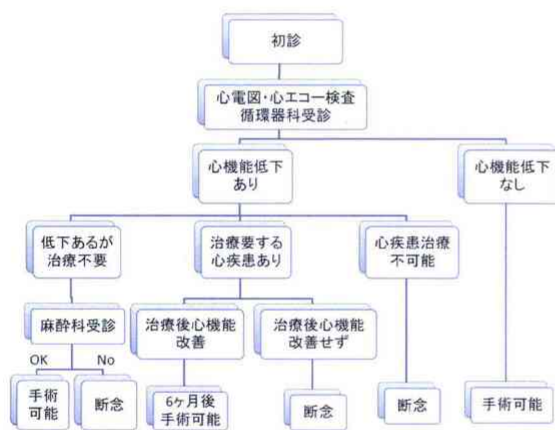 初診
心電図・心エコー検査
循環器科受診
心機能低下
あり
心機能低下
なし
低下あるが
治療不要
治療要する
心疾患あり
心疾患治療
不可能
麻酔科受診
治療後心機能
改善
治療後心機能
改善せず
OK
No
手術
可能
断念
6ヶ月後
手術可能
断念
断念
手術可能